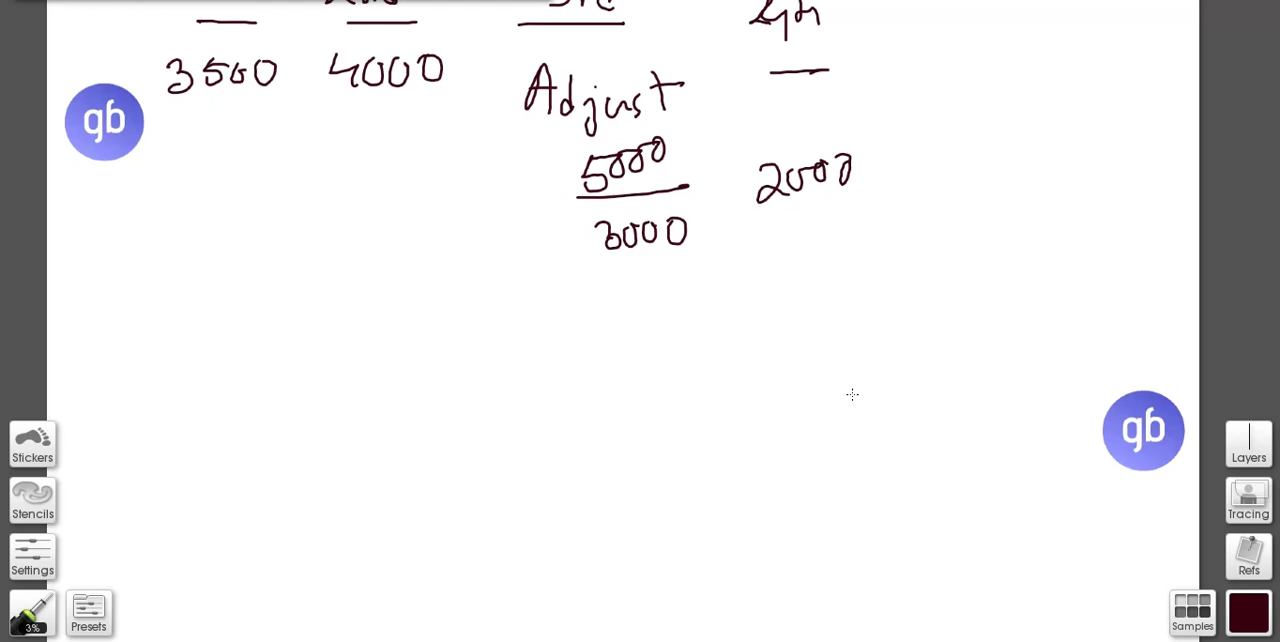 3500 4000
Adjust
5000 2000
3000
gb
gb
Stickers
Stencils
Settings
3%
Presets
Layers
Tracing
Refs
Samples